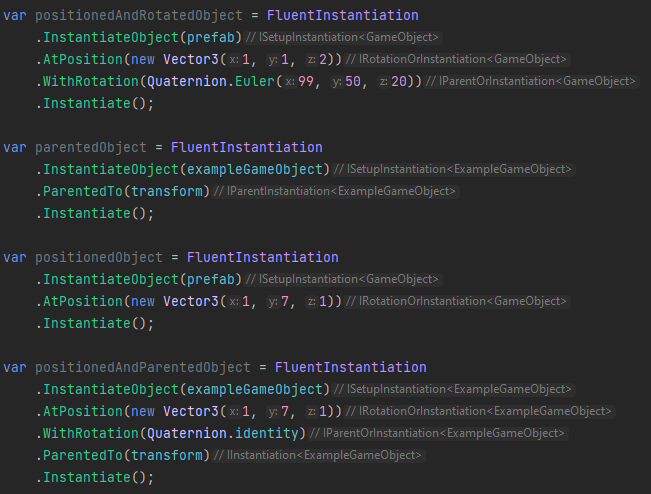 var positionedAndRotatedObject = FluentInstantiation
.InstantiateObject(prefab) // ISetupInstantiation<GameObject>
.AtPosition(new Vector3(x: 1, y: 1, z: 2)) // IRotationOrInstantiation<GameObject>
.WithRotation(Quaternion.Euler(x: 99, y: 50, z: 20)) // IParentOrInstantiation<GameObject>
.Instantiate();
var parentedObject = FluentInstantiation
.InstantiateObject(exampleGameObject) // ISetupInstantiation<ExampleGameObject>
.ParentedTo(transform) // IParentInstantiation<ExampleGameObject>
.Instantiate();
var positionedObject = FluentInstantiation
.InstantiateObject(prefab) // ISetupInstantiation<GameObject>
.AtPosition(new Vector3(x: 1, y: 7, z: 1)) // IRotationOrInstantiation<GameObject>
.Instantiate();
var positionedAndParentedObject = FluentInstantiation
.InstantiateObject(exampleGameObject) // ISetupInstantiation<ExampleGameObject>
.AtPosition(new Vector3(x: 1, y: 7, z: 1)) // IRotationOrInstantiation<ExampleGameObject>
.WithRotation(Quaternion.identity) // IParentOrInstantiation<ExampleGameObject>
.ParentedTo(transform) // IInstantiation<ExampleGameObject>
.Instantiate();